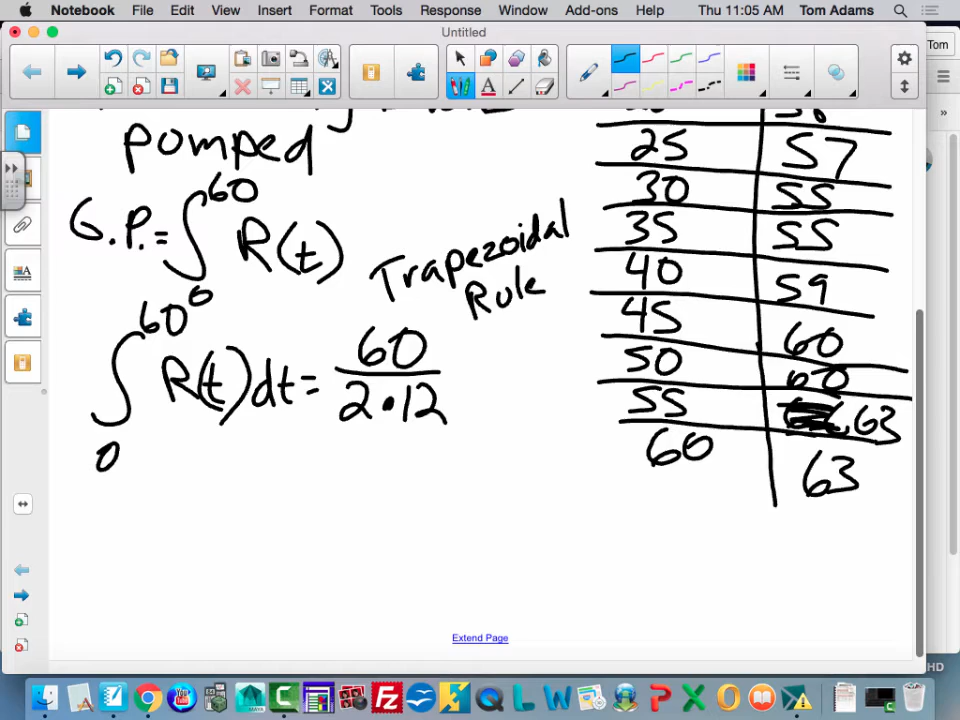 Notebook File Edit View Insert Format Tools Response Window Add-ons Help Thu 11:05 AM Tom Adams
Untitled
Tom
pomped
G.P. = ∫ 60 0 R(t)
Trapezoidal
Rule
∫ 60 0 R(t) dt = 60 / 2 • 12
25 57
30 55
35 55
40 59
45 60
50 60
55 .63
60 63
Extend Page
HD